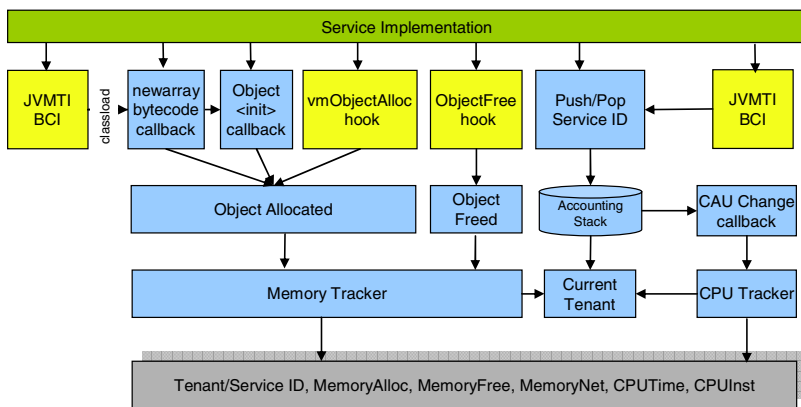 Service Implementation
JVMTI
BCI
classload
newarray
bytecode
callback
Object
<init>
callback
vmObjectAlloc
hook
ObjectFree
hook
Push/Pop
Service ID
JVMTI
BCI
Object Allocated
Object
Freed
Accounting
Stack
CAU Change
callback
Memory Tracker
Current
Tenant
CPU Tracker
Tenant/Service ID, MemoryAlloc, MemoryFree, MemoryNet, CPUTime, CPUInst